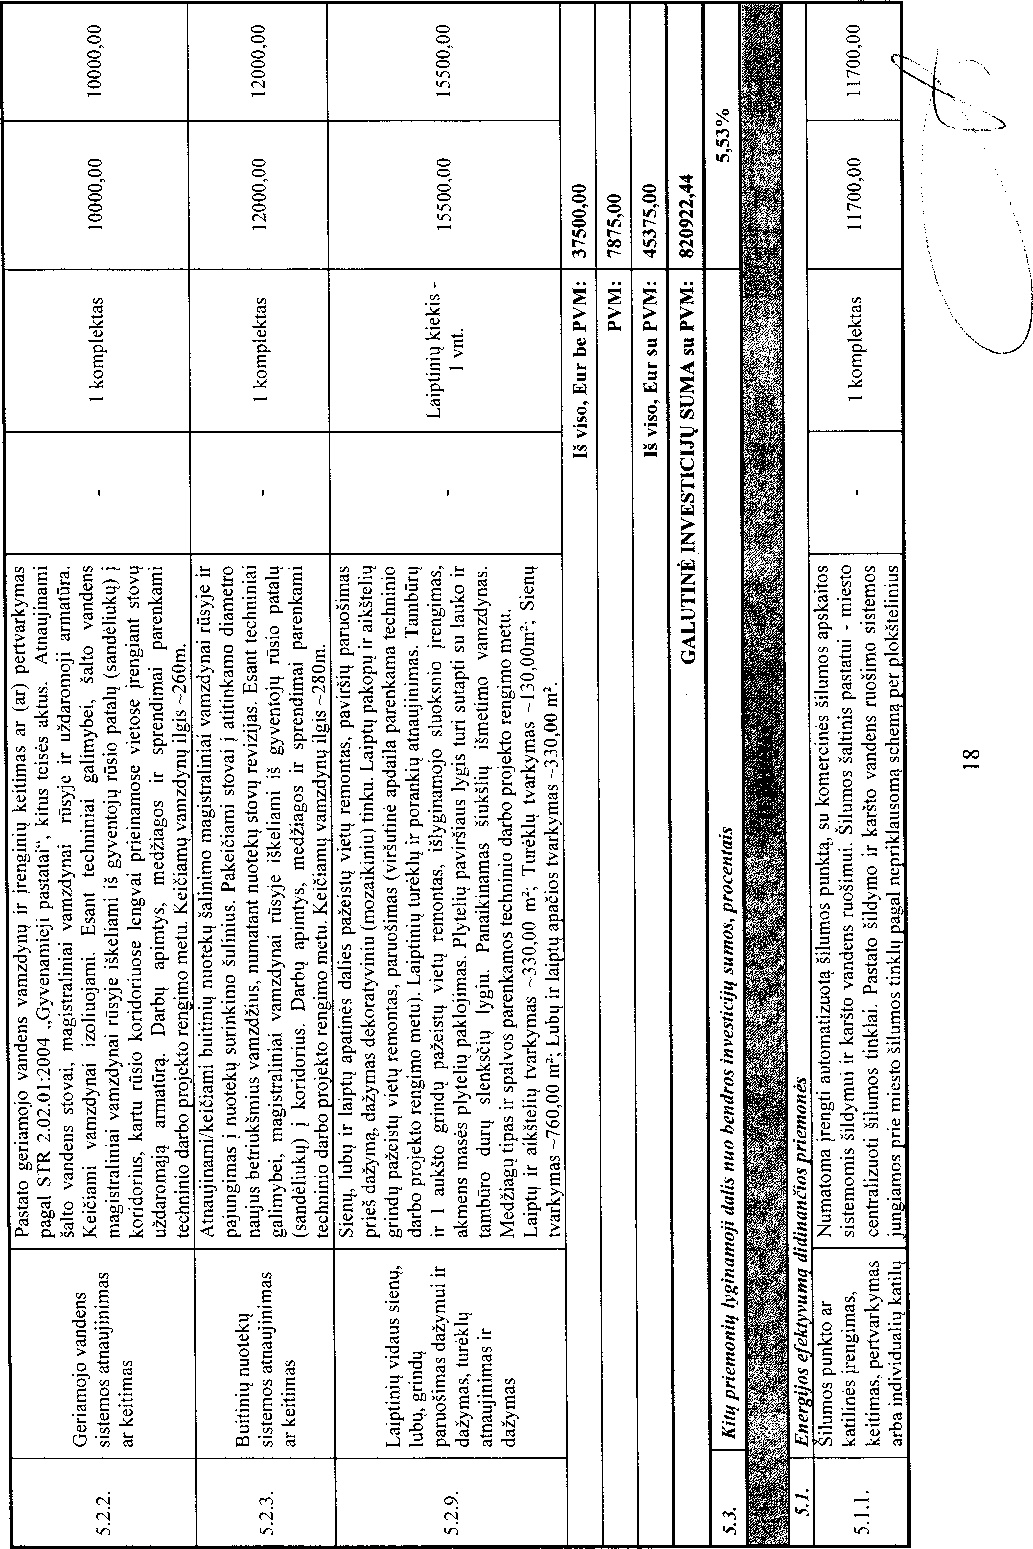 5.2.2.
Geriamojo vandens
sistemos atnaujinimas
ar keitimas
Pastato geriamojo vandens vamzdynų ir įrenginių keitimas ar (ar) pertvarkymas
pagal STR 2.02.01:2004 „Gyvenamieji pastatai“, kitus teisės aktus. Atnaujinami
šalto vandens stovai, magistraliniai vamzdynai rūsyje ir uždaromoji armatūra.
Keičiami vamzdynai izoliuojami. Esant techniniai galimybei, šalto vandens
magistraliniai vamzdynai rūsyje iškeliami iš gyventojų rūsio patalų (sandėliukų) į
koridorius, kartu rūsio koridoriuose lengvai prieinamose vietose įrengiant stovų
uždaromąją armatūrą. Darbų apimtys, medžiagos ir sprendimai parenkami
techninio darbo projekto rengimo metu. Keičiamų vamzdynų ilgis ~260m.
-
1 komplektas
10000,00
10000,00
5.2.3.
Buitinių nuotekų
sistemos atnaujinimas
ar keitimas
Atnaujinami/keičiami buitinių nuotekų šalinimo magistraliniai vamzdynai rūsyje ir
pajungimas į nuotekų surinkimo šulinius. Pakeičiami stovai į atitinkamo diametro
naujus betriukšmius vamzdžius, numatant nuotekų stovų revizijas. Esant techniniai
galimybei, magistraliniai vamzdynai rūsyje iškeliami iš gyventojų rūsio patalų
(sandėliukų) į koridorius. Darbų apimtys, medžiagos ir sprendimai parenkami
techninio darbo projekto rengimo metu. Keičiamų vamzdynų ilgis ~280m.
-
1 komplektas
12000,00
12000,00
5.2.9.
Laiptinių vidaus sienų,
lubų, grindų
paruošimas dažymui ir
dažymas, turėklų
atnaujinimas ir
dažymas
Sienų, lubų ir laiptų apatinės dalies pažeistų vietų remontas, paviršių paruošimas
prieš dažymą, dažymas dekoratyviniu (mozaikiniu) tinku. Laiptų pakopų ir aikštelių
grindų pažeistų vietų remontas, paruošimas (viršutinė apdaila parenkama techninio
darbo projekto rengimo metu). Laiptinių turėklų ir porankių atnaujinimas. Tambūrų
ir 1 aukšto grindų pažeistų vietų remontas, išlyginamojo sluoksnio įrengimas,
akmens masės plytelių paklojimas. Plytelių paviršiaus lygis turi sutapti su lauko ir
tambūro durų slenksčių lygiu. Panaikinamas šiukšlių išmetimo vamzdynas.
Medžiagų tipas ir spalvos parenkamos techninio darbo projekto rengimo metu.
Laiptų ir aikštelių tvarkymas ~330,00 m²; Turėklų tvarkymas ~130,00m²; Sienų
tvarkymas ~760,00 m²; Lubų ir laiptų apačios tvarkymas ~330,00 m².
-
Laiptinių kiekis -
1 vnt.
15500,00
15500,00
Iš viso, Eur be PVM: 37500,00
PVM: 7875,00
Iš viso, Eur su PVM: 45375,00
GALUTINĖ INVESTICIJŲ SUMA su PVM: 820922,44
5.3. Kitų priemonių lyginamoji dalis nuo bendros investicijų sumos, procentais 5,53%
5.1. Energijos efektyvumą didinančios priemonės
5.1.1.
Šilumos punkto ar
katilinės įrengimas,
keitimas, pertvarkymas
arba individualių katilų
Numatoma įrengti automatizuotą šilumos punktą, su komercinės šilumos apskaitos
sistemomis šildymui ir karšto vandens ruošimui. Šilumos šaltinis pastatui - miesto
centralizuoti šilumos tinklai. Pastato šildymo ir karšto vandens ruošimo sistemos
jungiamos prie miesto šilumos tinklų pagal nepriklausomą schemą per plokštelinius
-
1 komplektas
11700,00
11700,00
18